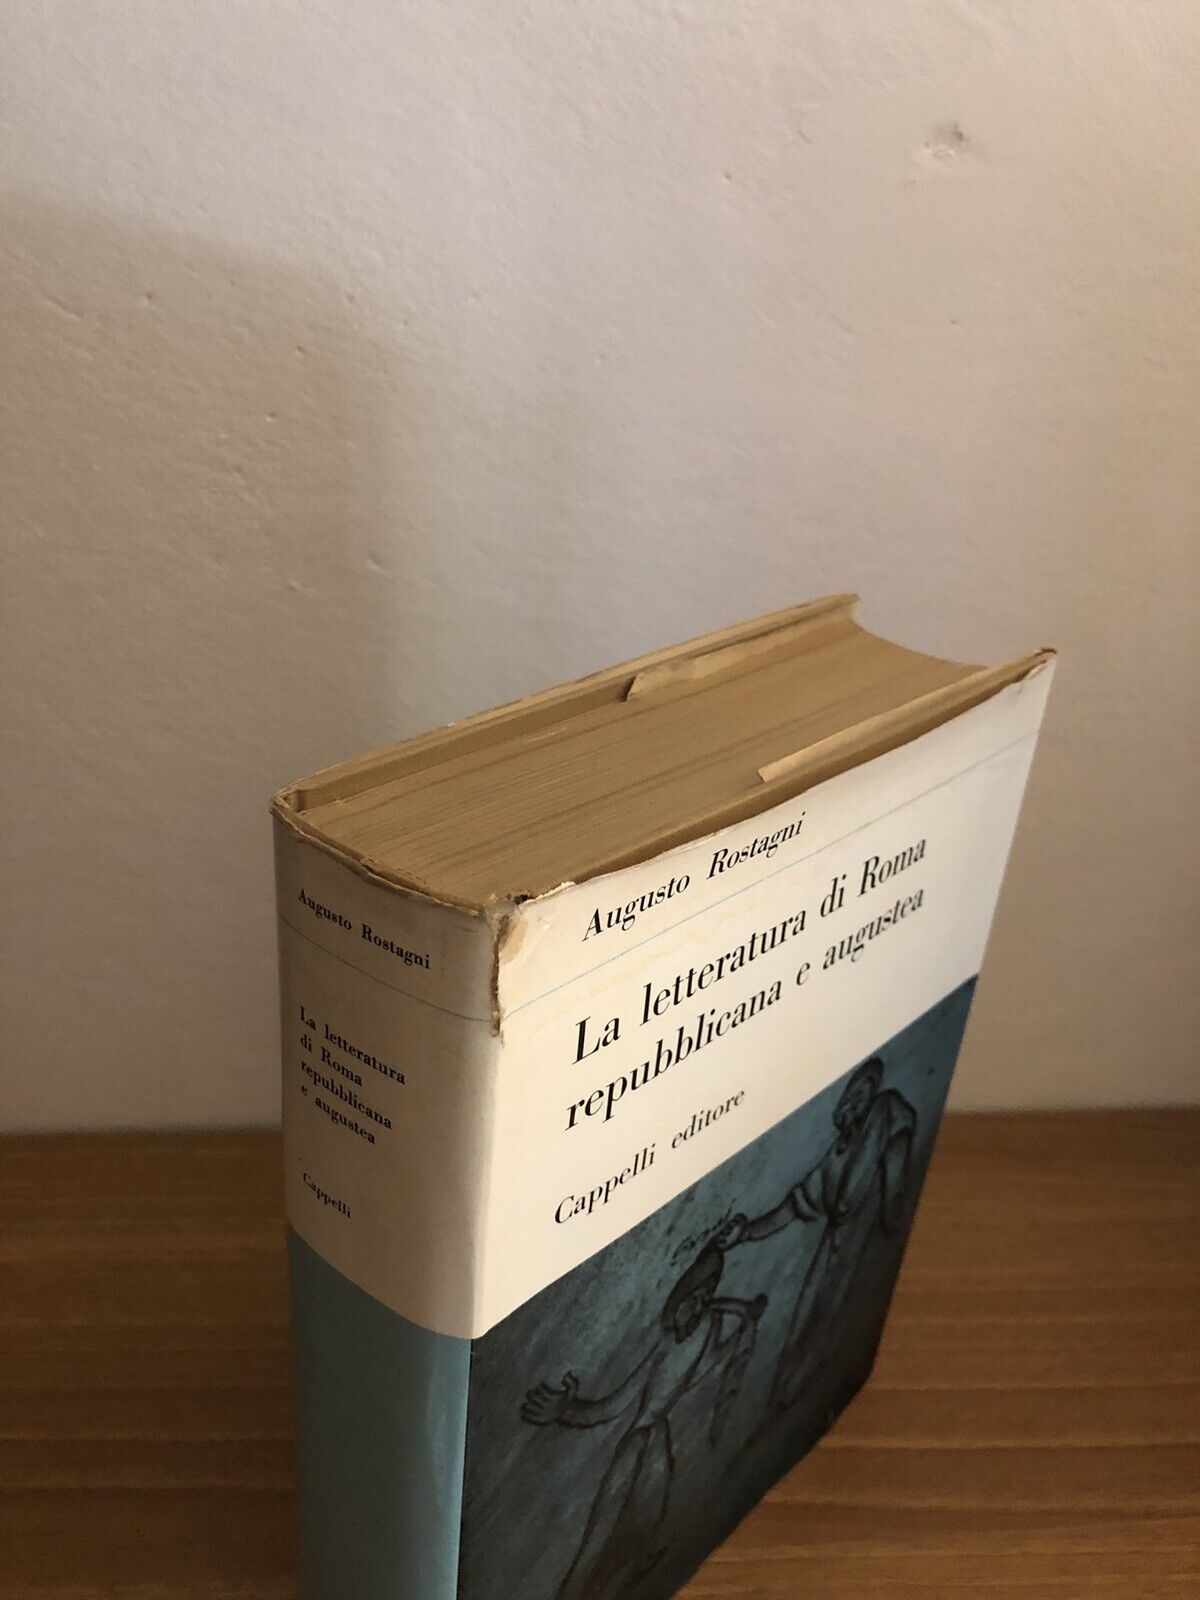 Augusto Rostagni
La letteratura
di Roma
repubblicana
e augustea
Cappelli
Augusto Rostagni
La letteratura di Roma
repubblicana e augustea
Cappelli editore